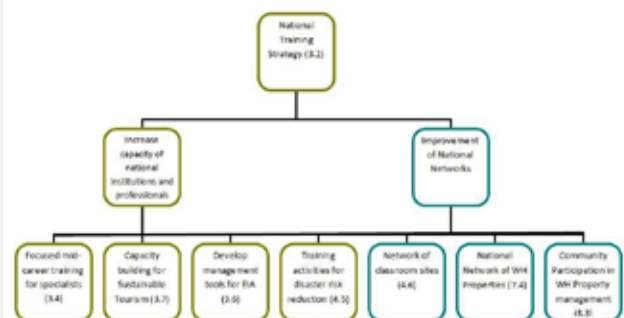 National
Training
Strategy (3.2)
Increase
capacity of
national
institutions and
professionals
Improvement
of National
Networks
Focused mid-
career training
for specialists
(3.4)
Capacity
building for
Sustainable
Tourism (3.7)
Develop
management
tools for EIA
(3.6)
Training
activities for
disaster risk
reduction (4.5)
Network of
classroom sites
(4.6)
National
Network of WH
Properties (7.4)
Community
Participation in
WH Property
management